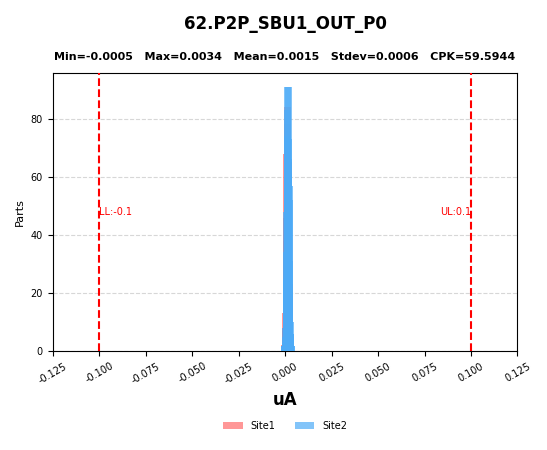 62.P2P_SBU1_OUT_P0
Min=-0.0005 Max=0.0034 Mean=0.0015 Stdev=0.0006 CPK=59.5944
Parts
80
60
40
20
0
LL:-0.1
UL:0.1
-0.125 -0.100 -0.075 -0.050 -0.025 0.000 0.025 0.050 0.075 0.100 0.125
uA
Site1 Site2